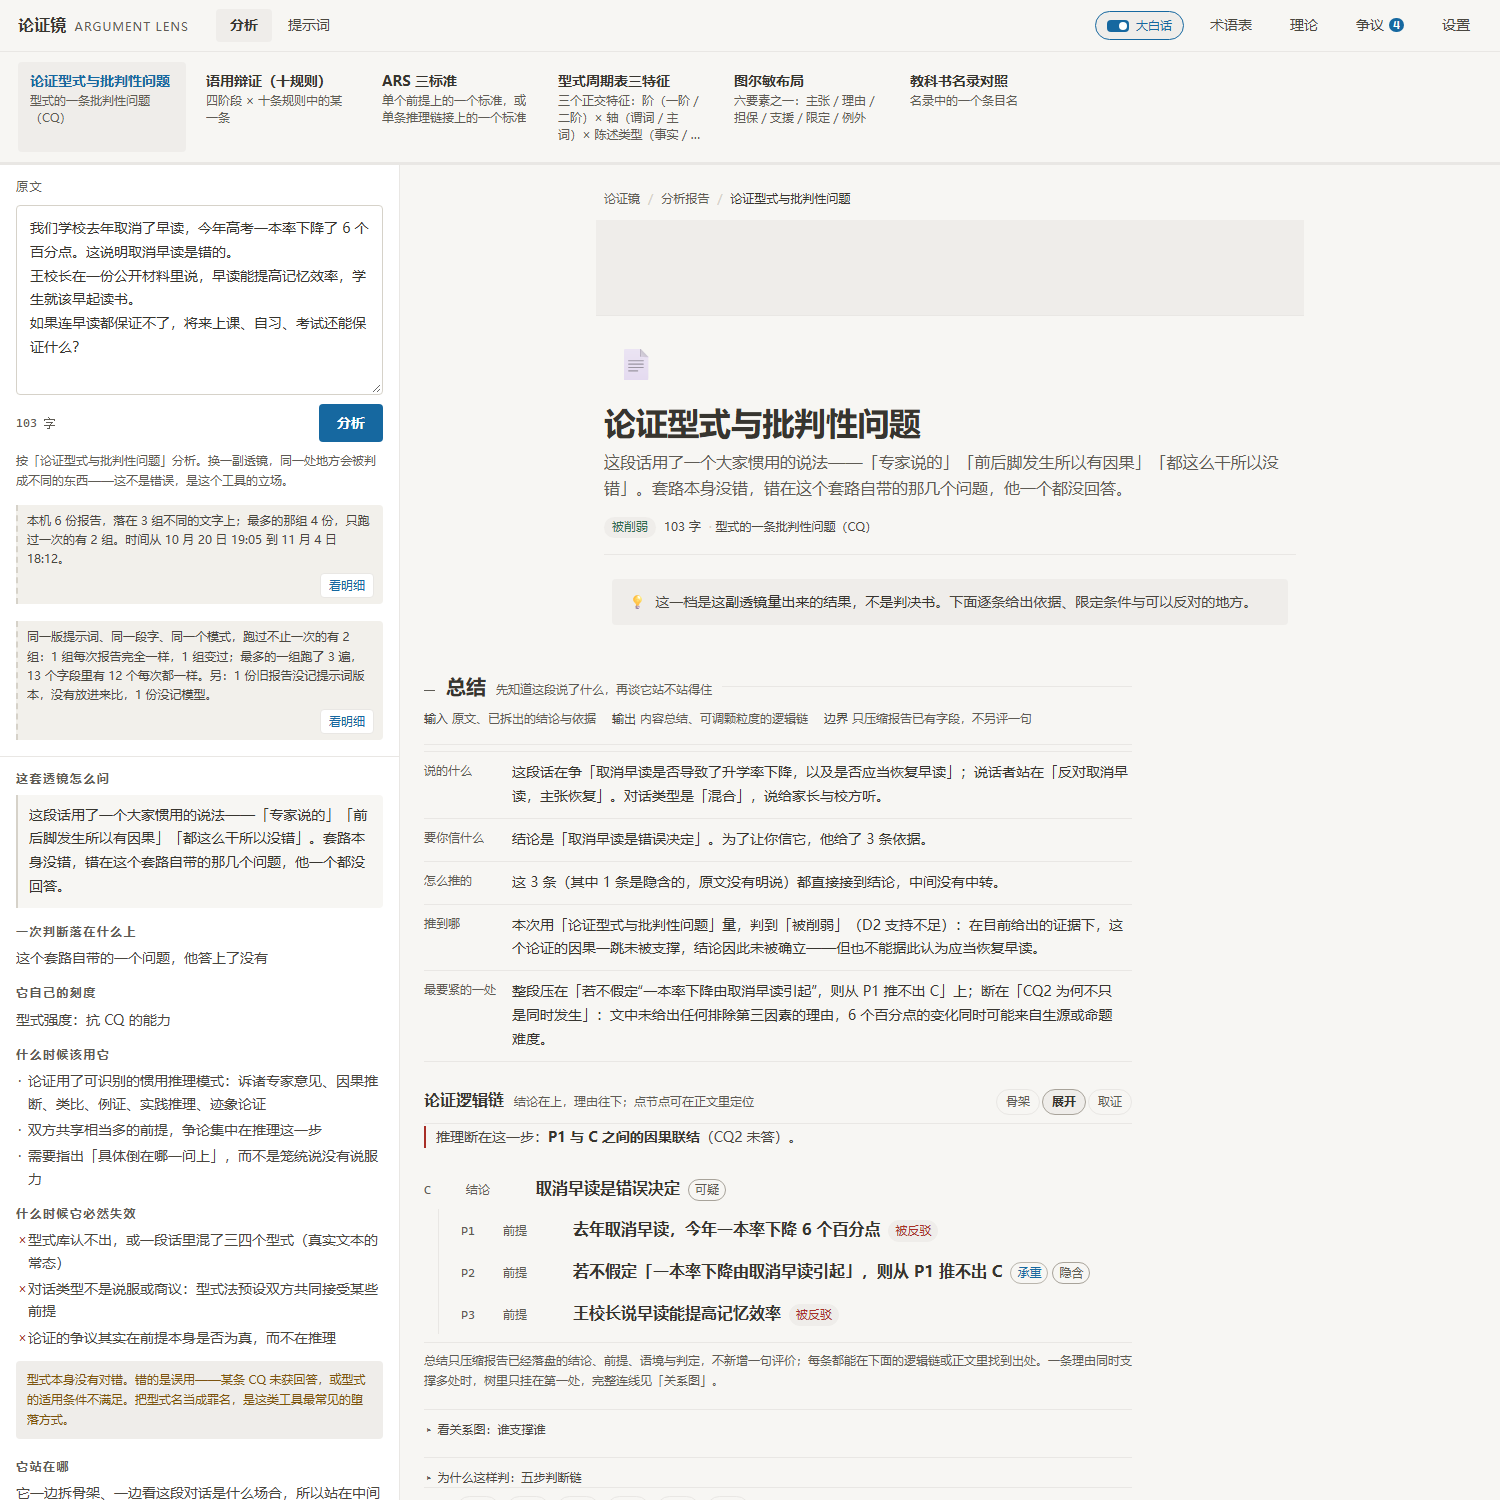 论证镜 ARGUMENT LENS 分析 提示词 大白话 术语表 理论 争议 4 设置
论证型式与批判性问题
型式的一条批判性问题
（CQ）
语用辩证（十规则）
四阶段 × 十条规则中的某
一条
ARS 三标准
单个前提上的一个标准，或
单条推理链接上的一个标准
型式周期表三特征
三个正交特征：阶（一阶 /
二阶）× 轴（谓词 / 主
词）× 陈述类型（事实 / ...
图尔敏布局
六要素之一：主张 / 理由 /
担保 / 支援 / 限定 / 例外
教科书名录对照
名录中的一个条目名
原文
我们学校去年取消了早读，今年高考一本率下降了 6 个
百分点。这说明取消早读是错的。
王校长在一份公开材料里说，早读能提高记忆效率，学
生就该早起读书。
如果连早读都保证不了，将来上课、自习、考试还能保
证什么？
103 字
分析
按「论证型式与批判性问题」分析。换一副透镜，同一处地方会被判
成不同的东西——这不是错误，是这个工具的立场。
本机 6 份报告，落在 3 组不同的文字上；最多的那组 4 份，只跑
过一次的有 2 组。时间从 10 月 20 日 19:05 到 11 月 4 日
18:12。
看明细
同一版提示词、同一段字、同一个模式，跑过不止一次的有 2
组：1 组每次报告完全一样，1 组变过；最多的一组跑了 3 遍，
13 个字段里有 12 个每次都一样。另：1 份旧报告没记提示词版
本，没有放进来比，1 份没记模型。
看明细
这套透镜怎么问
这段话用了一个大家惯用的说法——「专家说的」「前
后脚发生所以有因果」「都这么干所以没错」。套路本
身没错，错在这个套路自带的那几个问题，他一个都没
回答。
一次判断落在什么上
这个套路自带的一个问题，他答上了没有
它自己的刻度
型式强度：抗 CQ 的能力
什么时候该用它
· 论证用了可识别的惯用推理模式：诉诸专家意见、因果推
断、类比、例证、实践推理、迹象论证
· 双方共享相当多的前提，争论集中在推理这一步
· 需要指出「具体倒在哪一问上」，而不是笼统说没有说服
力
什么时候它必然失效
× 型式库认不出，或一段话里混了三四个型式（真实文本的
常态）
× 对话类型不是说服或商议：型式法预设双方共同接受某些
前提
× 论证的争议其实在前提本身是否为真，而不在推理
型式本身没有对错。错的是误用——某条 CQ 未获回答，或型式
的适用条件不满足。把型式名当成罪名，是这类工具最常见的堕
落方式。
它站在哪
它一边拆骨架、一边看这段对话是什么场合，所以站在中间
论证镜 / 分析报告 / 论证型式与批判性问题
论证型式与批判性问题
这段话用了一个大家惯用的说法——「专家说的」「前后脚发生所以有因果」「都这么干所以没
错」。套路本身没错，错在这个套路自带的那几个问题，他一个都没回答。
被削弱 103 字 · 型式的一条批判性问题（CQ）
这一档是这副透镜量出来的结果，不是判决书。下面逐条给出依据、限定条件与可以反对的地方。
— 总结 先知道这段说了什么，再谈它站不站得住
输入 原文、已拆出的结论与依据 输出 内容总结、可调颗粒度的逻辑链 边界 只压缩报告已有字段，不另评一句
说的什么 这段话在争「取消早读是否导致了升学率下降，以及是否应当恢复早读」；说话者站在「反对取消早
读，主张恢复」。对话类型是「混合」，说给家长与校方听。
要你信什么 结论是「取消早读是错误决定」。为了让你信它，他给了 3 条依据。
怎么推的 这 3 条（其中 1 条是隐含的，原文没有明说）都直接接到结论，中间没有中转。
推到哪 本次用「论证型式与批判性问题」量，判到「被削弱」（D2 支持不足）：在目前给出的证据下，这
个论证的因果一跳未被支撑，结论因此未被确立——但也不能据此认为应当恢复早读。
最要紧的一处 整段压在「若不假定“一本率下降由取消早读引起”，则从 P1 推不出 C」上；断在「CQ2 为何不只
是同时发生」：文中未给出任何排除第三因素的理由，6 个百分点的变化同时可能来自生源或命题
难度。
论证逻辑链 结论在上，理由往下；点节点可在正文里定位 骨架 展开 取证
推理断在这一步：P1 与 C 之间的因果联结（CQ2 未答）。
C 结论 取消早读是错误决定 可疑
P1 前提 去年取消早读，今年一本率下降 6 个百分点 被反驳
P2 前提 若不假定「一本率下降由取消早读引起」，则从 P1 推不出 C 承重 隐含
P3 前提 王校长说早读能提高记忆效率 被反驳
总结只压缩报告已经落盘的结论、前提、语境与判定，不新增一句评价；每条都能在下面的逻辑链或正文里找到出处。一条理由同时支
撑多处时，树里只挂在第一处，完整连线见「关系图」。
▸ 看关系图：谁支撑谁
▸ 为什么这样判：五步判断链